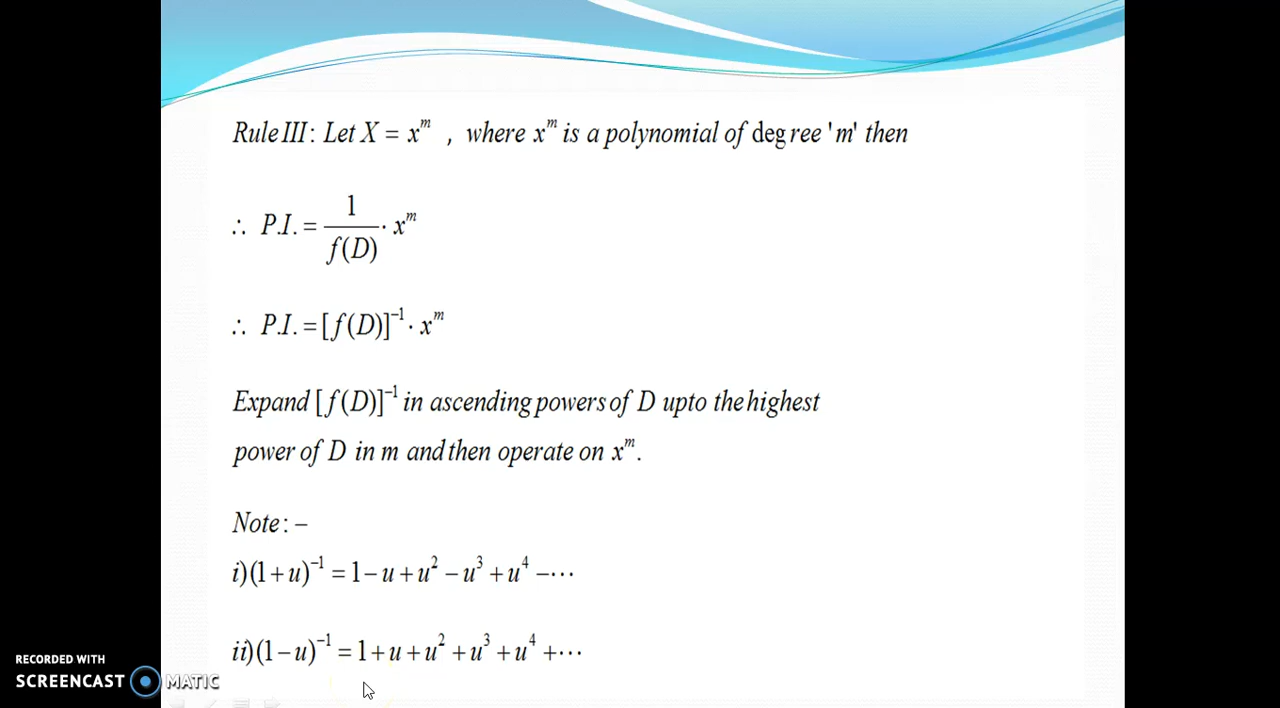 Rule III : Let X = x^m , where x^m is a polynomial of deg ree 'm' then
∴ P.I. = 1/f(D) · x^m
∴ P.I. = [f(D)]^-1 · x^m
Expand [f(D)]^-1 in ascending powers of D upto the highest
power of D in m and then operate on x^m.
Note : –
i)(1+u)^-1 = 1–u+u^2–u^3+u^4–⋯
ii)(1–u)^-1 = 1+u+u^2+u^3+u^4+⋯
RECORDED WITH
SCREENCAST MATIC